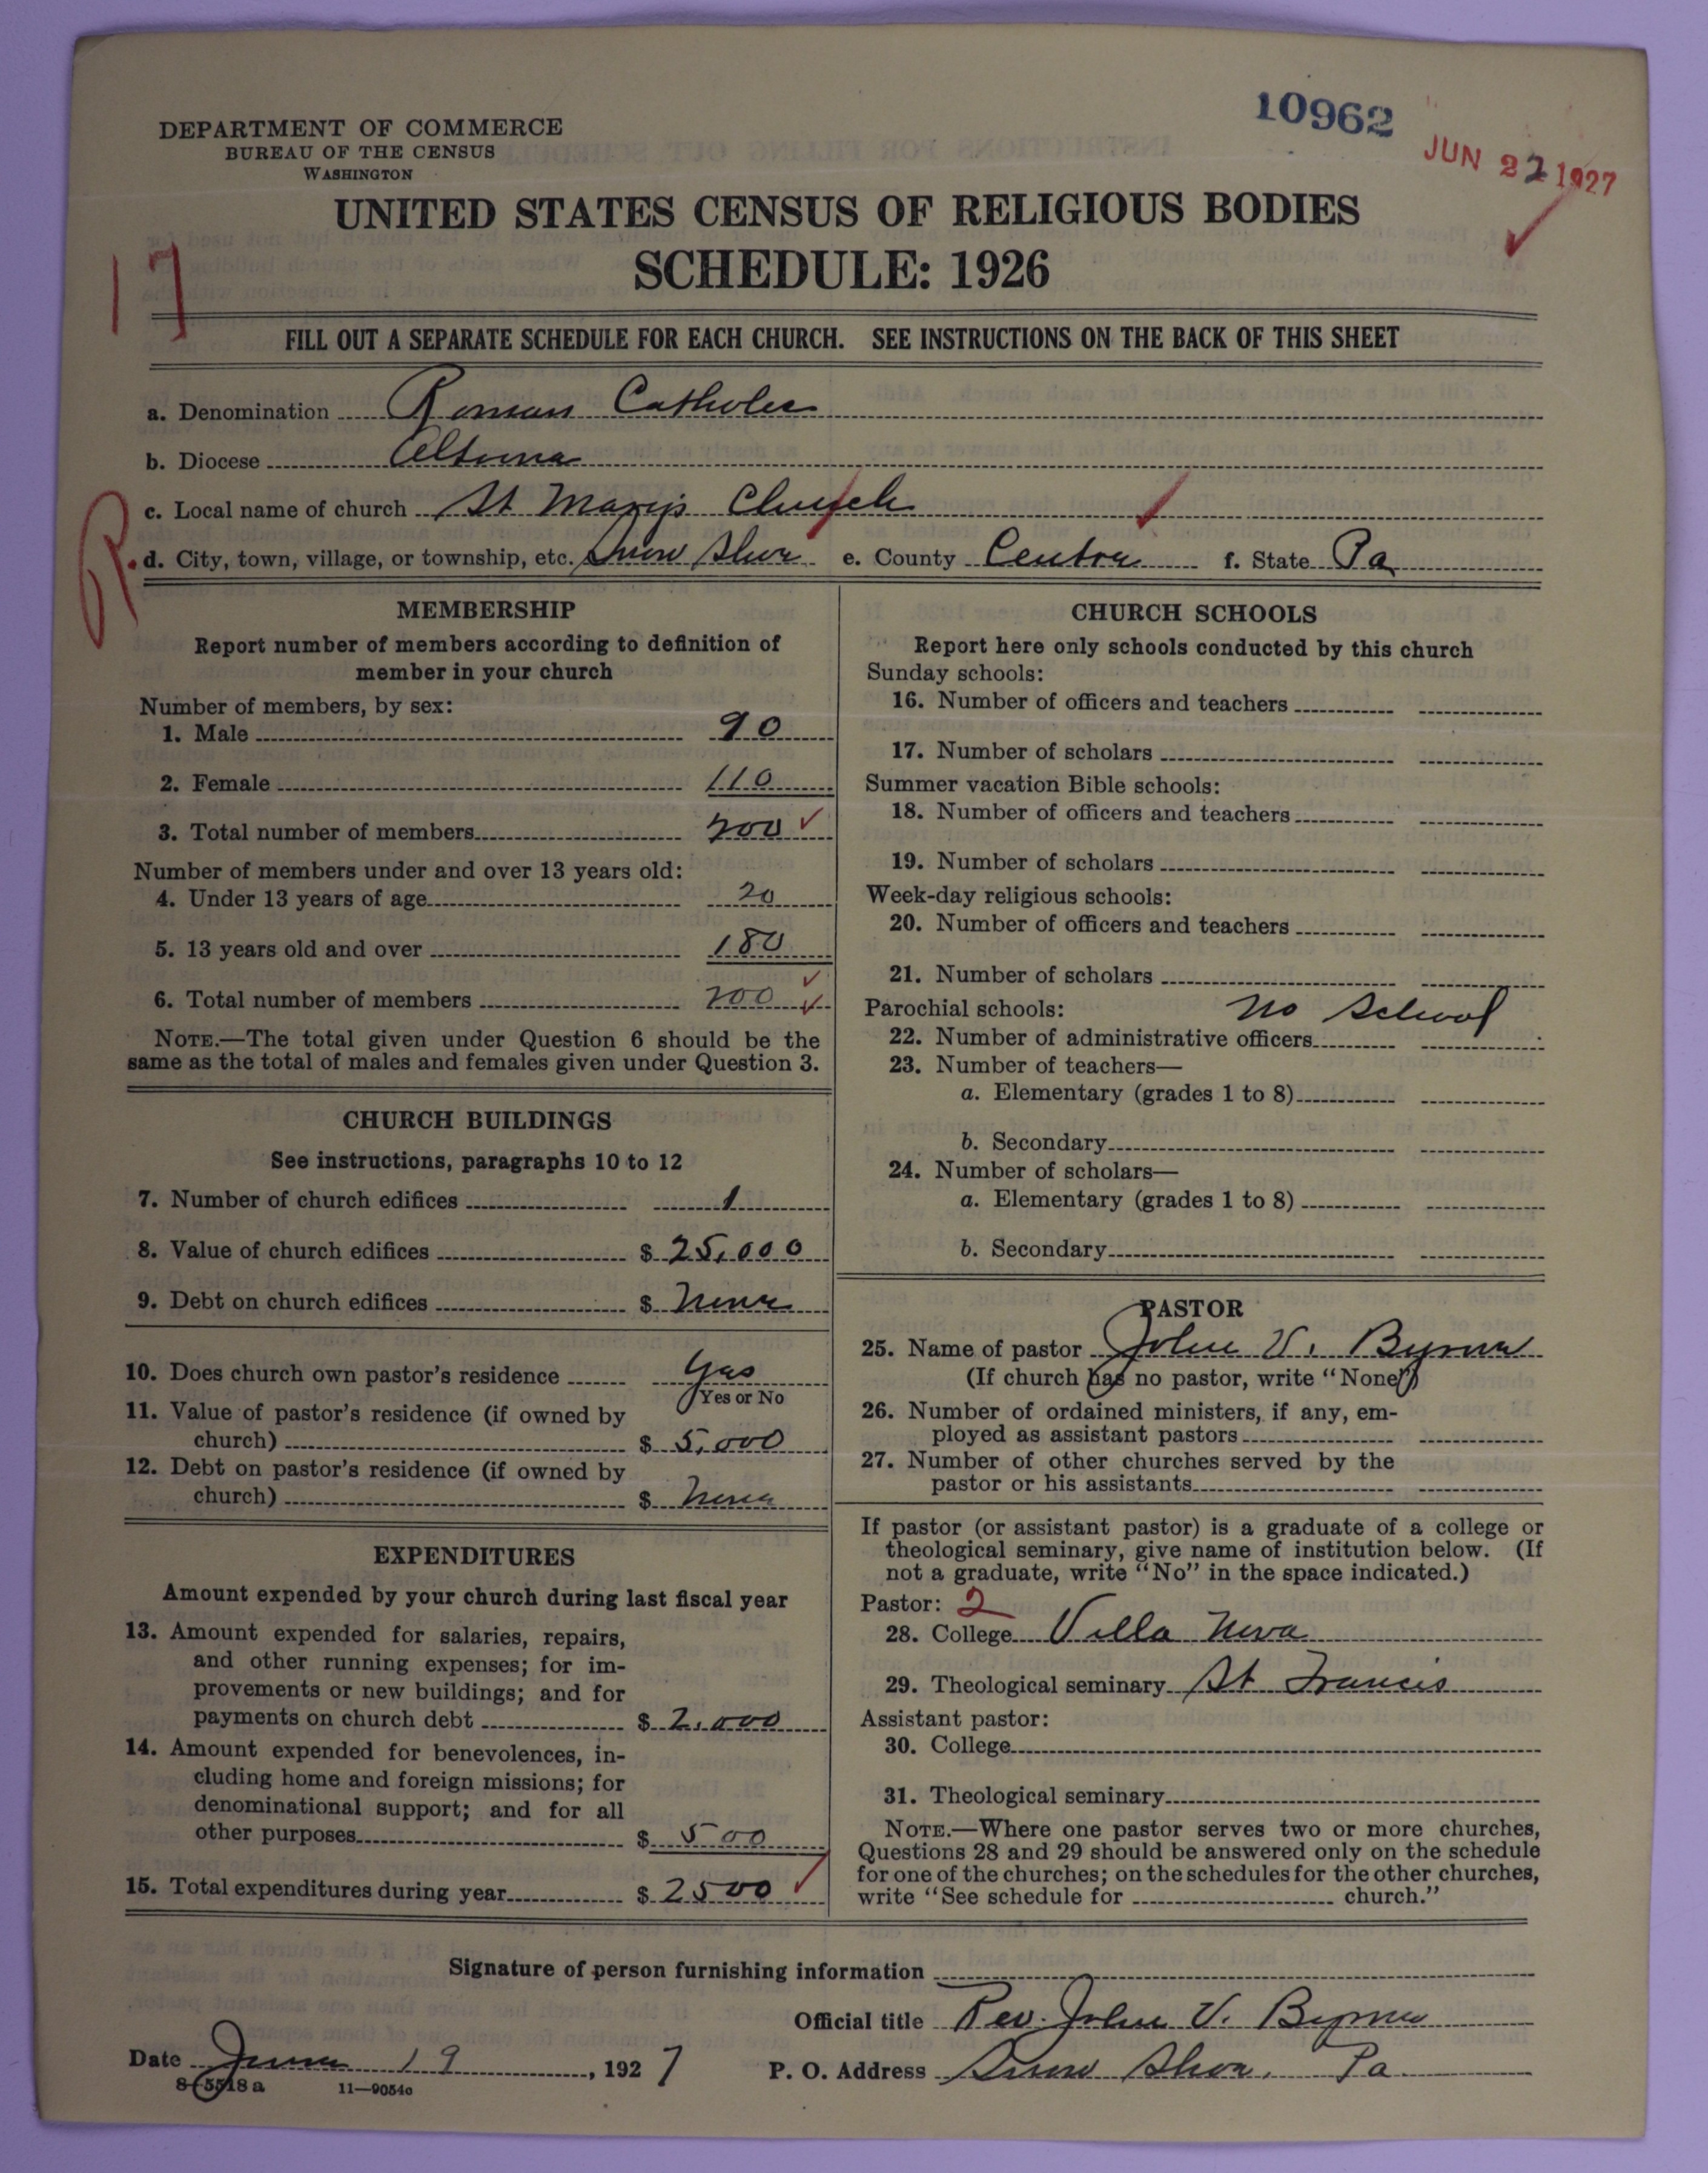 10962
JUN 22 1927
DEPARTMENT OF COMMERCE
BUREAU OF THE CENSUS
WASHINGTON
UNITED STATES CENSUS OF RELIGIOUS BODIES
SCHEDULE: 1926
17
FILL OUT A SEPARATE SCHEDULE FOR EACH CHURCH. SEE INSTRUCTIONS ON THE BACK OF THIS SHEET
a. Denomination Roman Catholic
b. Diocese Altoona
c. Local name of church St Mary's Church
d. City, town, village, or township, etc. Snow Shoe e. County Centre f. State Pa
MEMBERSHIP
Report number of members according to definition of
member in your church
Number of members, by sex:
1. Male 90
2. Female 110
3. Total number of members 200
Number of members under and over 13 years old:
4. Under 13 years of age 20
5. 13 years old and over 180
6. Total number of members 200
NOTE.—The total given under Question 6 should be the
same as the total of males and females given under Question 3.
CHURCH BUILDINGS
See instructions, paragraphs 10 to 12
7. Number of church edifices 1
8. Value of church edifices $ 25,000
9. Debt on church edifices $ None
10. Does church own pastor's residence Yes
Yes or No
11. Value of pastor's residence (if owned by
church) $ 5,000
12. Debt on pastor's residence (if owned by
church) $ None
EXPENDITURES
Amount expended by your church during last fiscal year
13. Amount expended for salaries, repairs,
and other running expenses; for im-
provements or new buildings; and for
payments on church debt $ 2,000
14. Amount expended for benevolences, in-
cluding home and foreign missions; for
denominational support; and for all
other purposes $ 500
15. Total expenditures during year $ 2500
CHURCH SCHOOLS
Report here only schools conducted by this church
Sunday schools:
16. Number of officers and teachers
17. Number of scholars
Summer vacation Bible schools:
18. Number of officers and teachers
19. Number of scholars
Week-day religious schools:
20. Number of officers and teachers
21. Number of scholars
Parochial schools: No School
22. Number of administrative officers
23. Number of teachers—
a. Elementary (grades 1 to 8)
b. Secondary
24. Number of scholars—
a. Elementary (grades 1 to 8)
b. Secondary
PASTOR
25. Name of pastor John V. Byrne
(If church has no pastor, write "None")
26. Number of ordained ministers, if any, em-
ployed as assistant pastors
27. Number of other churches served by the
pastor or his assistants
If pastor (or assistant pastor) is a graduate of a college or
theological seminary, give name of institution below. (If
not a graduate, write "No" in the space indicated.)
Pastor: 2
28. College Villa Nova
29. Theological seminary St Francis
Assistant pastor:
30. College
31. Theological seminary
NOTE.—Where one pastor serves two or more churches,
Questions 28 and 29 should be answered only on the schedule
for one of the churches; on the schedules for the other churches,
write "See schedule for church."
Signature of person furnishing information
Official title Rev. John V. Byrne
Date June 19, 1927 P. O. Address Snow Shoe, Pa
8-5518a 11—9054a